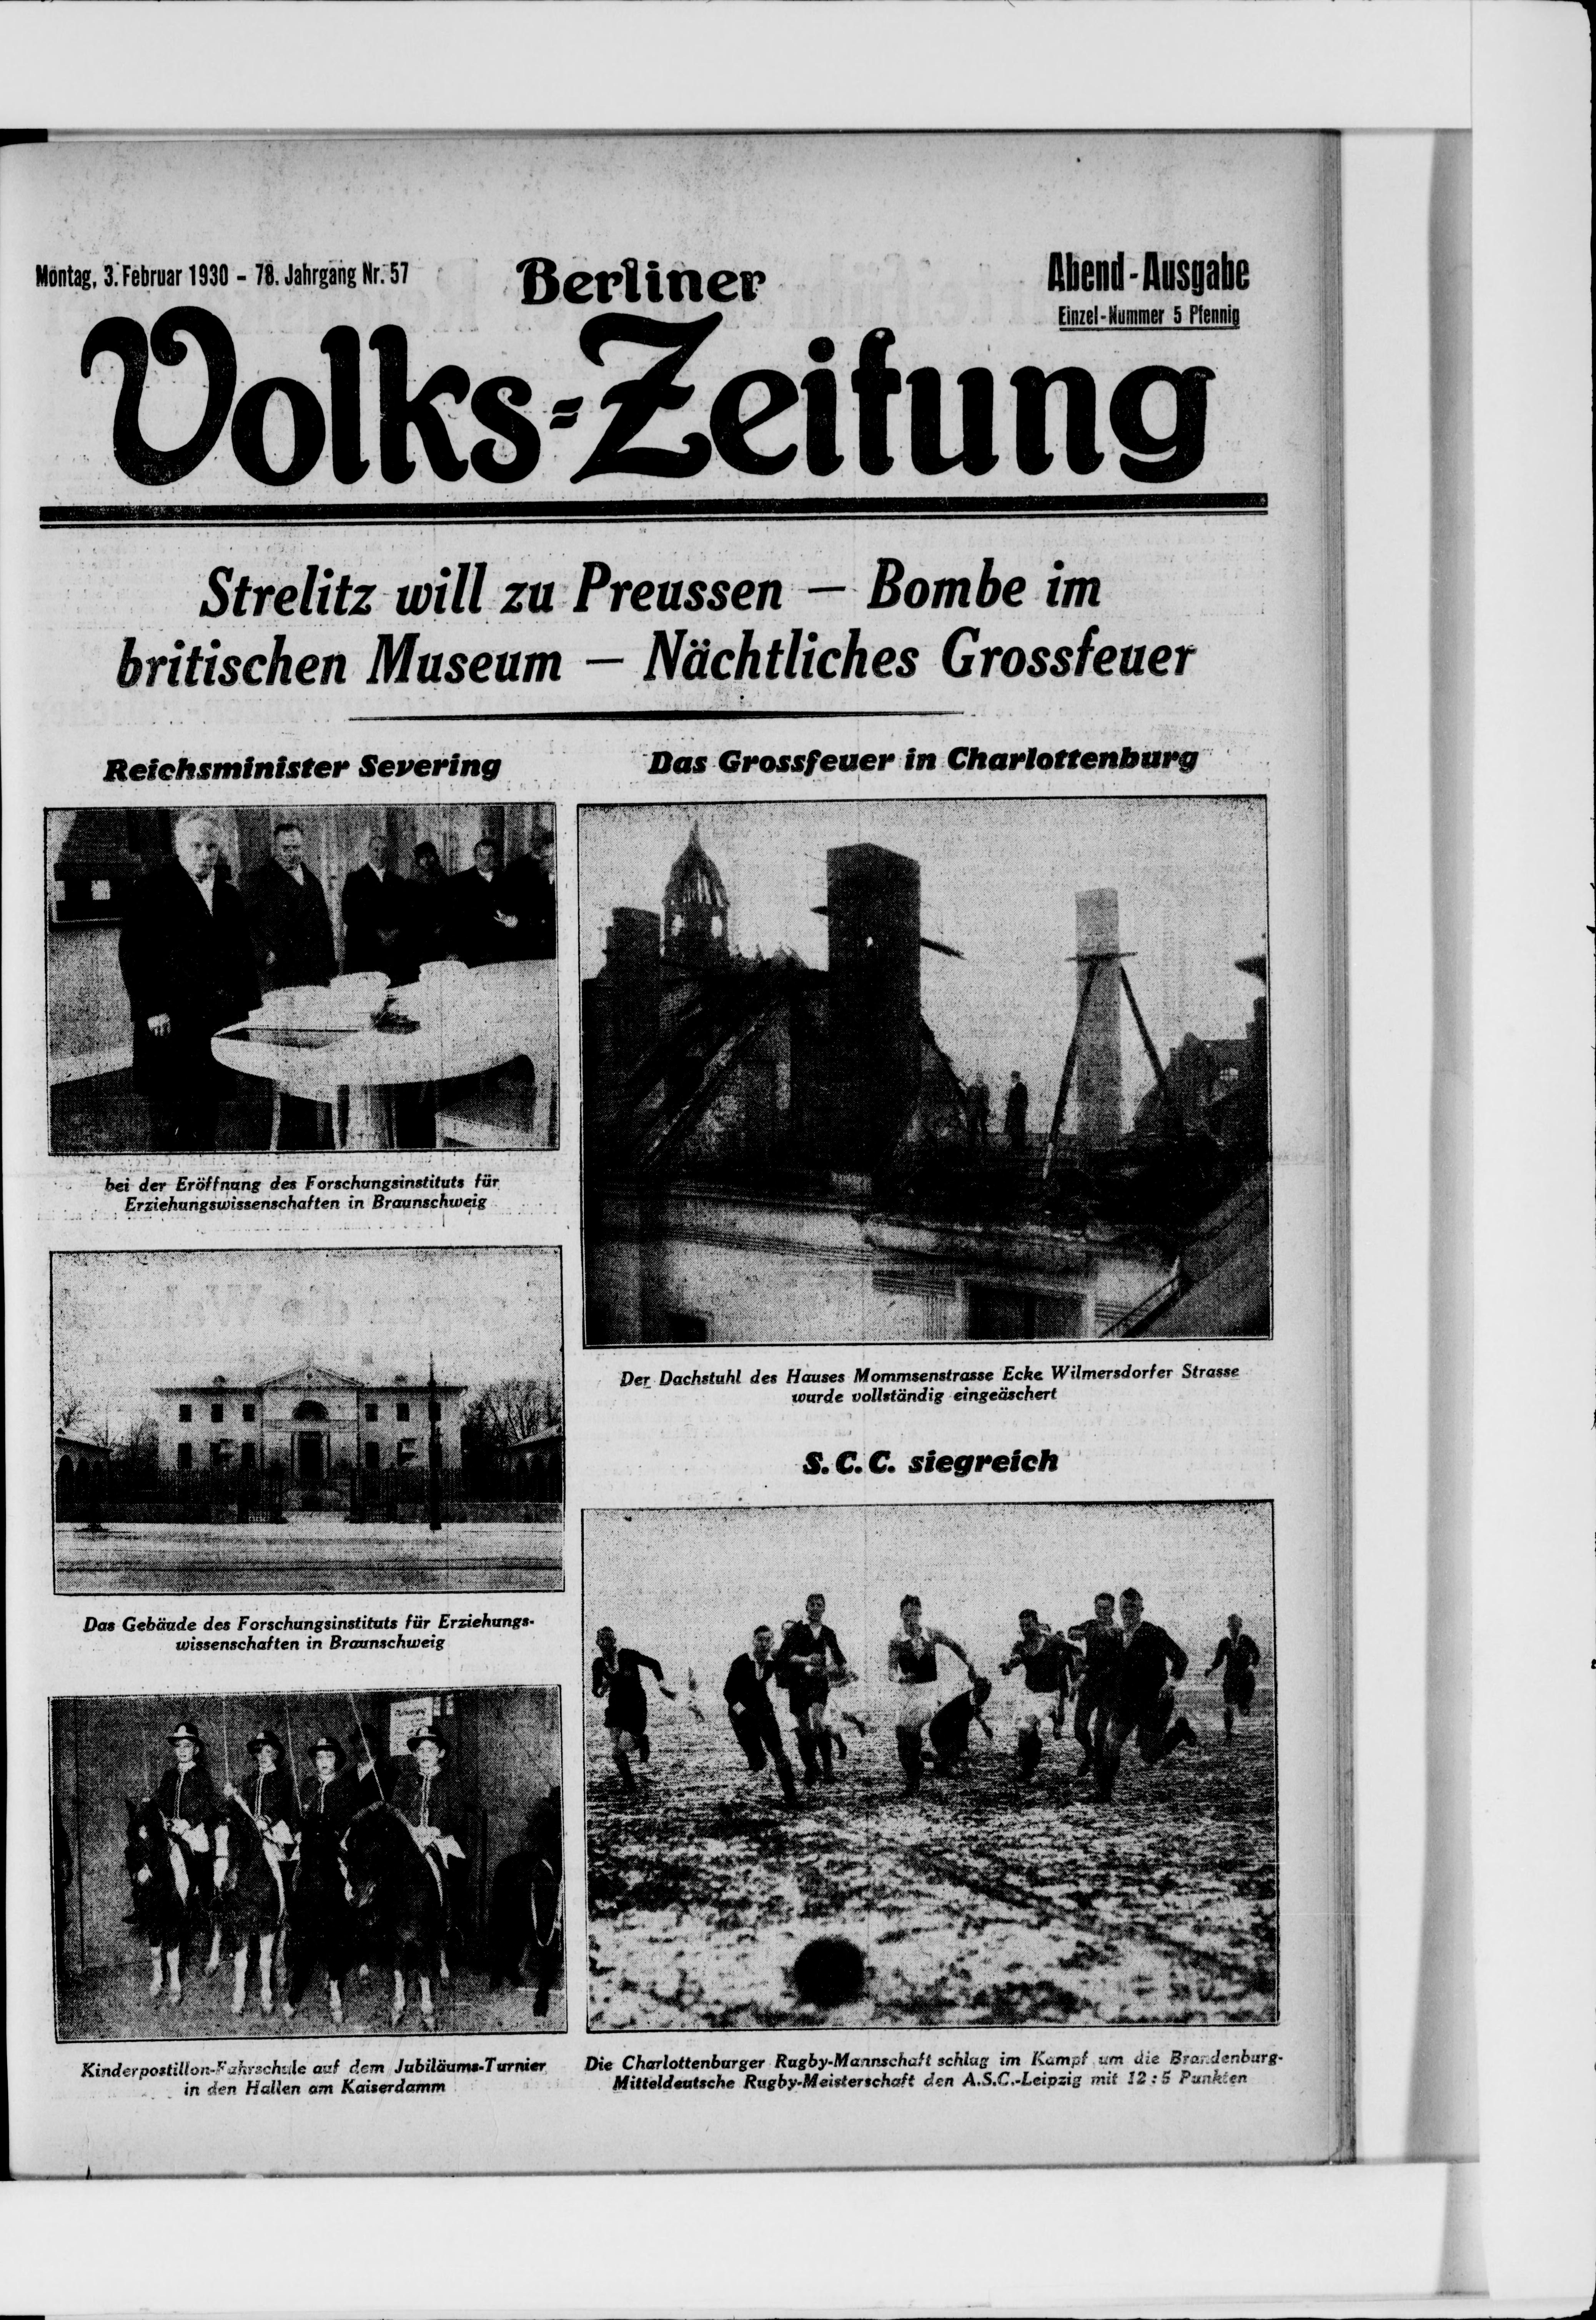 Montag, 3. Februar 1930 - 78. Jahrgang Nr. 57
Berliner
Abend-Ausgabe
Einzel-Nummer 5 Pfennig
Volks-Zeitung
Strelitz will zu Preussen — Bombe im
britischen Museum — Nächtliches Grossfeuer
Reichsminister Severing
bei der Eröffnung des Forschungsinstituts für
Erziehungswissenschaften in Braunschweig
Das Gebäude des Forschungsinstituts für Erziehungs-
wissenschaften in Braunschweig
Kinderpostillon-Fahrschule auf dem Jubiläums-Turnier
in den Hallen am Kaiserdamm
Das Grossfeuer in Charlottenburg
Der Dachstuhl des Hauses Mommsenstrasse Ecke Wilmersdorfer Strasse
wurde vollständig eingeäschert
S. C. C. siegreich
Die Charlottenburger Rugby-Mannschaft schlug im Kampf um die Brandenburg-
Mitteldeutsche Rugby-Meisterschaft den A.S.C.-Leipzig mit 12 : 5 Punkten